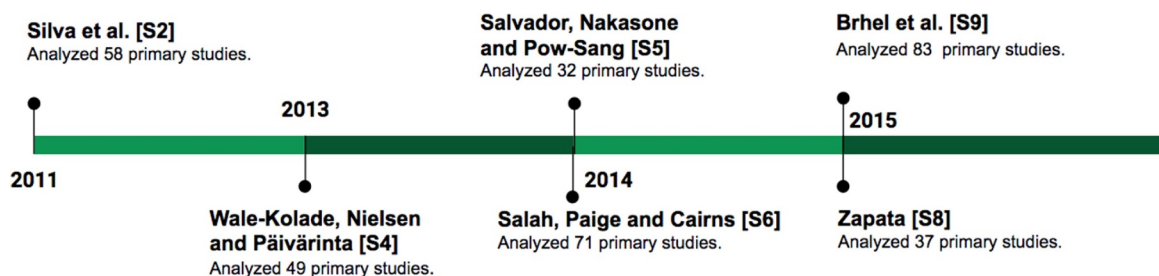 Silva et al. [S2]
Analyzed 58 primary studies.
2011
2013
Wale-Kolade, Nielsen
and Päivärinta [S4]
Analyzed 49 primary studies.
Salvador, Nakasone
and Pow-Sang [S5]
Analyzed 32 primary studies.
2014
Salah, Paige and Cairns [S6]
Analyzed 71 primary studies.
Brhel et al. [S9]
Analyzed 83 primary studies.
2015
Zapata [S8]
Analyzed 37 primary studies.